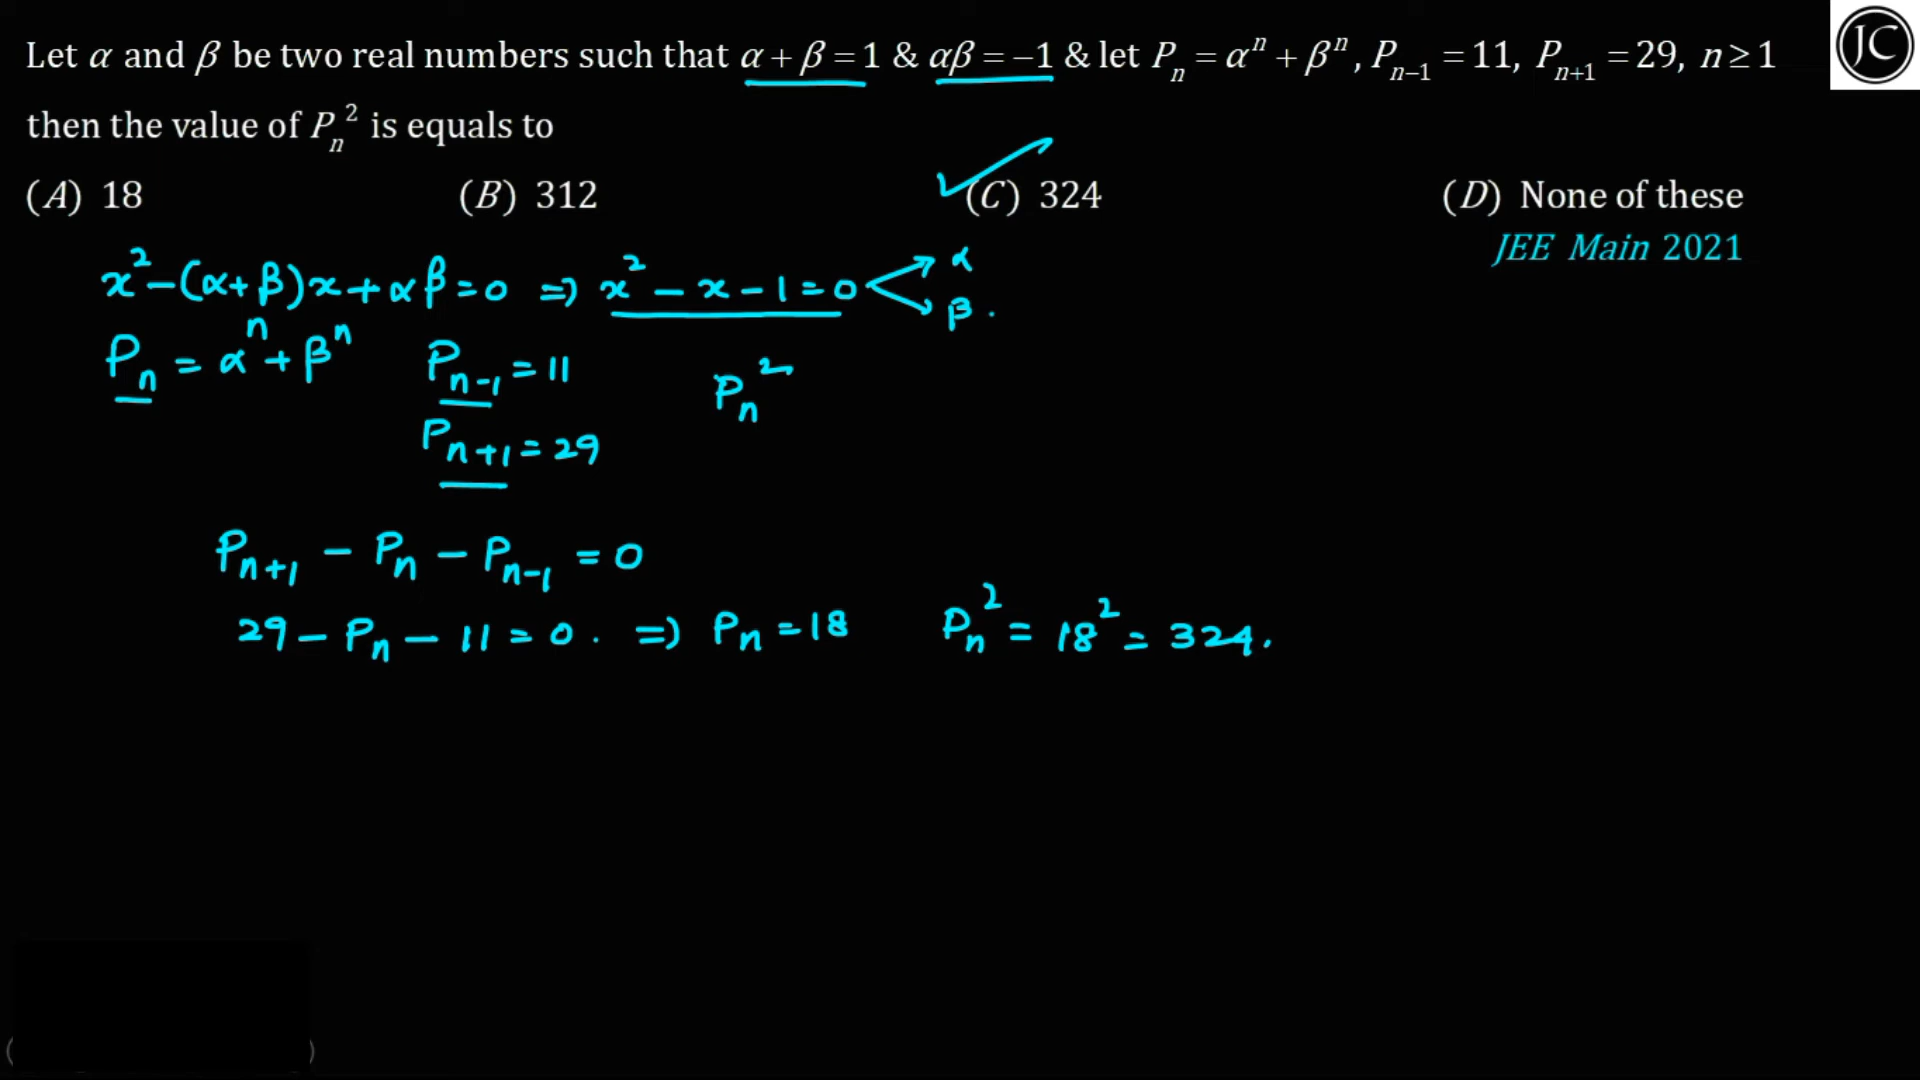 Let α and β be two real numbers such that α + β = 1 & αβ = −1 & let Pₙ = αⁿ + βⁿ, Pₙ₋₁ = 11, Pₙ₊₁ = 29, n ≥ 1
JC
then the value of Pₙ² is equals to
(A) 18 (B) 312 (C) 324 (D) None of these
JEE Main 2021
x² − (α + β)x + αβ = 0 ⇒ x² − x − 1 = 0 α
β .
Pₙ = αⁿ + βⁿ Pₙ₋₁ = 11 Pₙ²
Pₙ₊₁ = 29
Pₙ₊₁ − Pₙ − Pₙ₋₁ = 0
29 − Pₙ − 11 = 0 . ⇒ Pₙ = 18 Pₙ² = 18² = 324.
( )